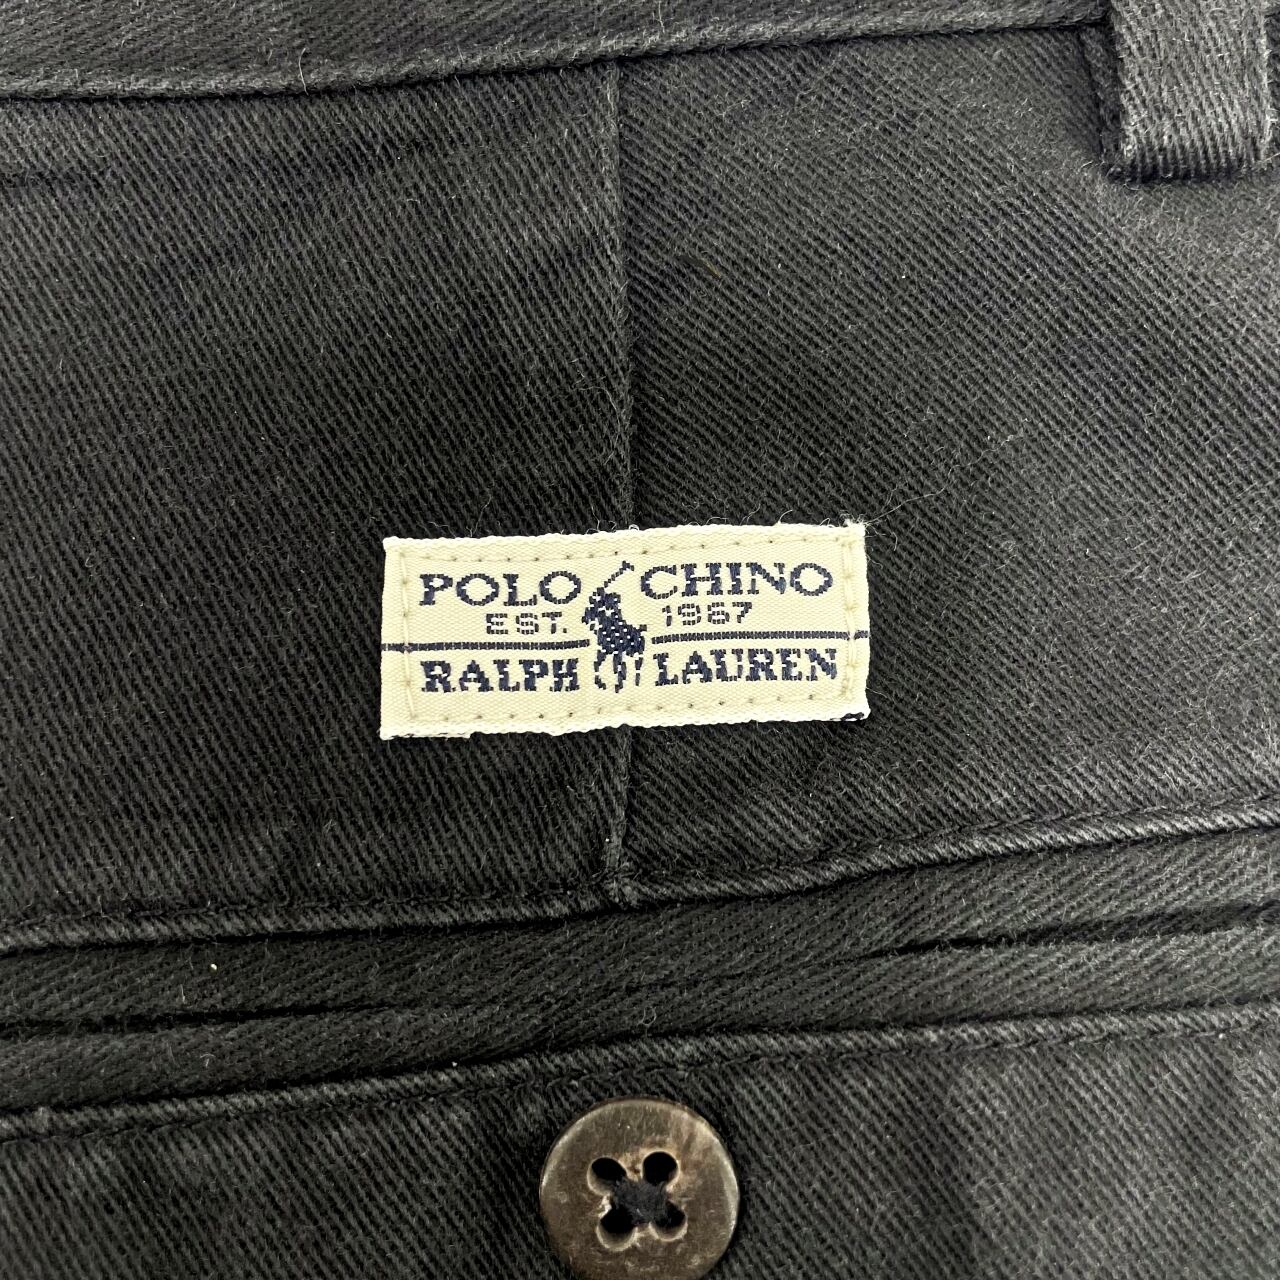 POLO CHINO
EST. 1967
RALPH LAUREN